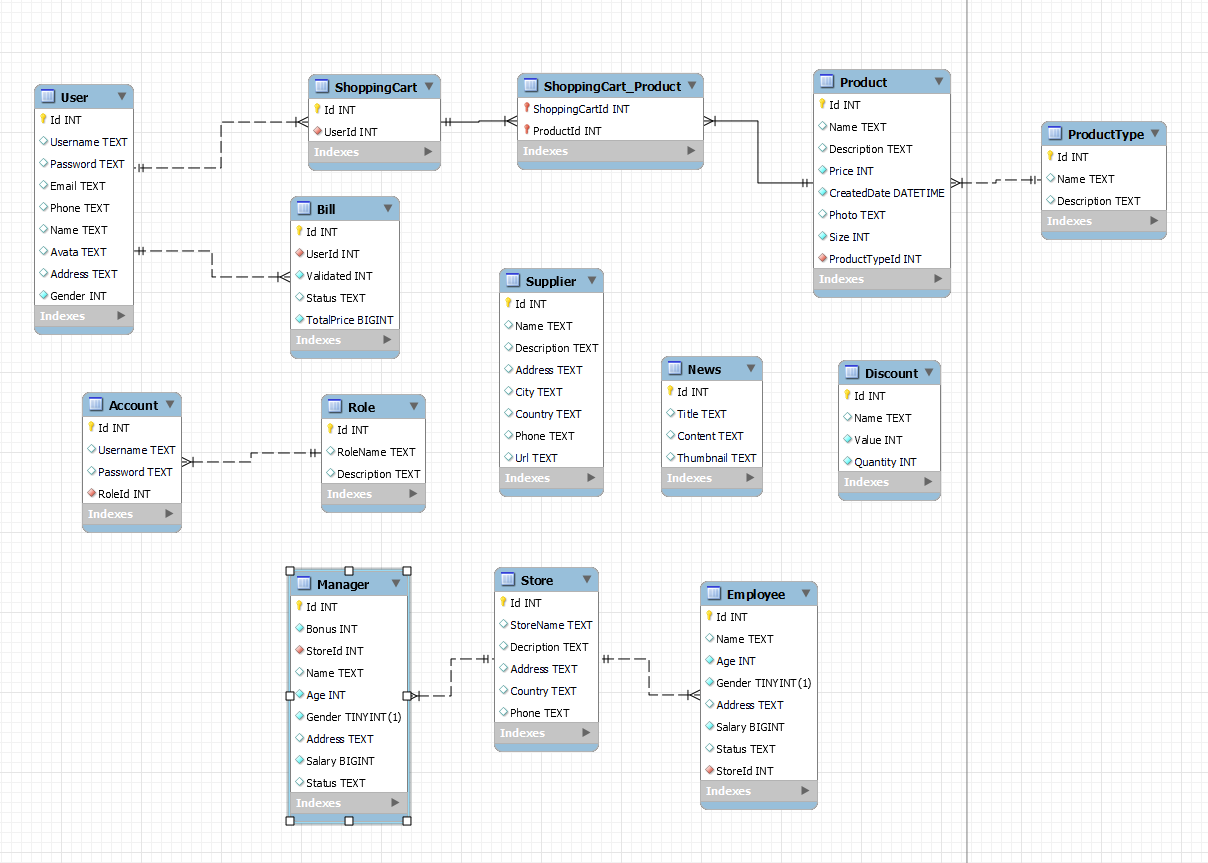 User
Id INT
Username TEXT
Password TEXT
Email TEXT
Phone TEXT
Name TEXT
Avata TEXT
Address TEXT
Gender INT
Indexes
ShoppingCart
Id INT
UserId INT
Indexes
ShoppingCart_Product
ShoppingCartId INT
ProductId INT
Indexes
Product
Id INT
Name TEXT
Description TEXT
Price INT
CreatedDate DATETIME
Photo TEXT
Size INT
ProductTypeId INT
Indexes
ProductType
Id INT
Name TEXT
Description TEXT
Indexes
Bill
Id INT
UserId INT
Validated INT
Status TEXT
TotalPrice BIGINT
Indexes
Supplier
Id INT
Name TEXT
Description TEXT
Address TEXT
City TEXT
Country TEXT
Phone TEXT
Url TEXT
Indexes
News
Id INT
Title TEXT
Content TEXT
Thumbnail TEXT
Indexes
Discount
Id INT
Name TEXT
Value INT
Quantity INT
Indexes
Account
Id INT
Username TEXT
Password TEXT
RoleId INT
Indexes
Role
Id INT
RoleName TEXT
Description TEXT
Indexes
Manager
Id INT
Bonus INT
StoreId INT
Name TEXT
Age INT
Gender TINYINT(1)
Address TEXT
Salary BIGINT
Status TEXT
Indexes
Store
Id INT
StoreName TEXT
Decription TEXT
Address TEXT
Country TEXT
Phone TEXT
Indexes
Employee
Id INT
Name TEXT
Age INT
Gender TINYINT(1)
Address TEXT
Salary BIGINT
Status TEXT
StoreId INT
Indexes